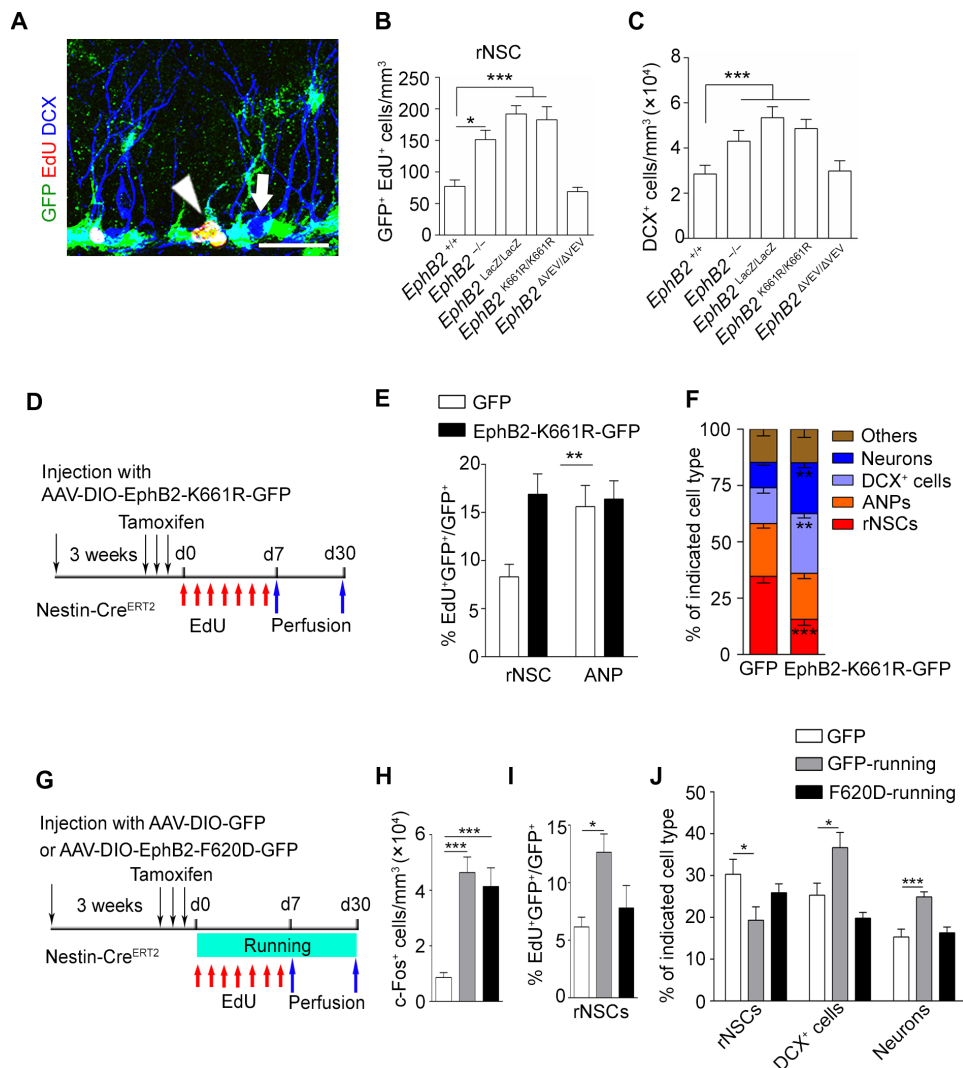 A
GFP EdU DCX
B
rNSC
GFP⁺ EdU⁺ cells/mm³
250
200
150
100
50
0
***
*
EphB2 +/+
EphB2 −/−
EphB2 LacZ/LacZ
EphB2 K661R/K661R
EphB2 ΔVEV/ΔVEV
C
DCX⁺ cells/mm³ (×10⁴)
8
6
4
2
0
***
EphB2 +/+
EphB2 −/−
EphB2 LacZ/LacZ
EphB2 K661R/K661R
EphB2 ΔVEV/ΔVEV
D
Injection with
AAV-DIO-EphB2-K661R-GFP
Tamoxifen
3 weeks
d0
d7
d30
Nestin-Cre^ERT2
EdU
Perfusion
E
GFP
EphB2-K661R-GFP
% EdU⁺GFP⁺/GFP⁺
20
15
10
5
0
**
rNSC
ANP
F
% of indicated cell type
100
75
50
25
0
**
**
***
GFP
EphB2-K661R-GFP
Others
Neurons
DCX⁺ cells
ANPs
rNSCs
G
Injection with AAV-DIO-GFP
or AAV-DIO-EphB2-F620D-GFP
Tamoxifen
3 weeks
d0
d7
d30
Running
Nestin-Cre^ERT2
EdU
Perfusion
H
c-Fos⁺ cells/mm³ (×10⁴)
6
4
2
0
***
***
I
% EdU⁺GFP⁺/GFP⁺
15
10
5
0
*
rNSCs
J
GFP
GFP-running
F620D-running
% of indicated cell type
50
40
30
20
10
0
*
*
***
rNSCs
DCX⁺ cells
Neurons